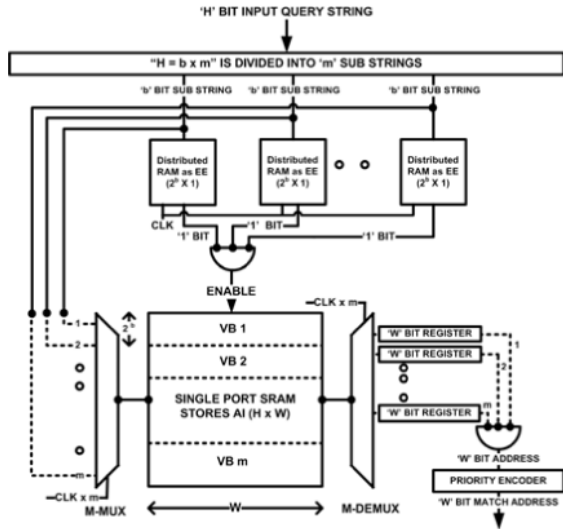 'H' BIT INPUT QUERY STRING
"H = b x m" IS DIVIDED INTO 'm' SUB STRINGS
'b' BIT SUB STRING 'b' BIT SUB STRING 'b' BIT SUB STRING
Distributed
RAM as EE
(2ᵇ X 1)
Distributed
RAM as EE
(2ᵇ X 1)
Distributed
RAM as EE
(2ᵇ X 1)
CLK
'1' BIT
'1' BIT
'1' BIT
ENABLE
CLK x m
1
2
m
2ᵇ
VB 1
VB 2
SINGLE PORT SRAM
STORES AI (H x W)
VB m
'W' BIT REGISTER
'W' BIT REGISTER
'W' BIT REGISTER
1
2
m
'W' BIT ADDRESS
PRIORITY ENCODER
'W' BIT MATCH ADDRESS
CLK x m
M-MUX
W
M-DEMUX